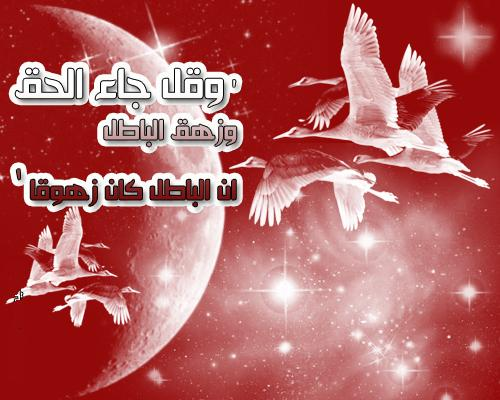 ' وقل جاء الحق
وزهق الباطل
ان الباطل كان زهوقا '